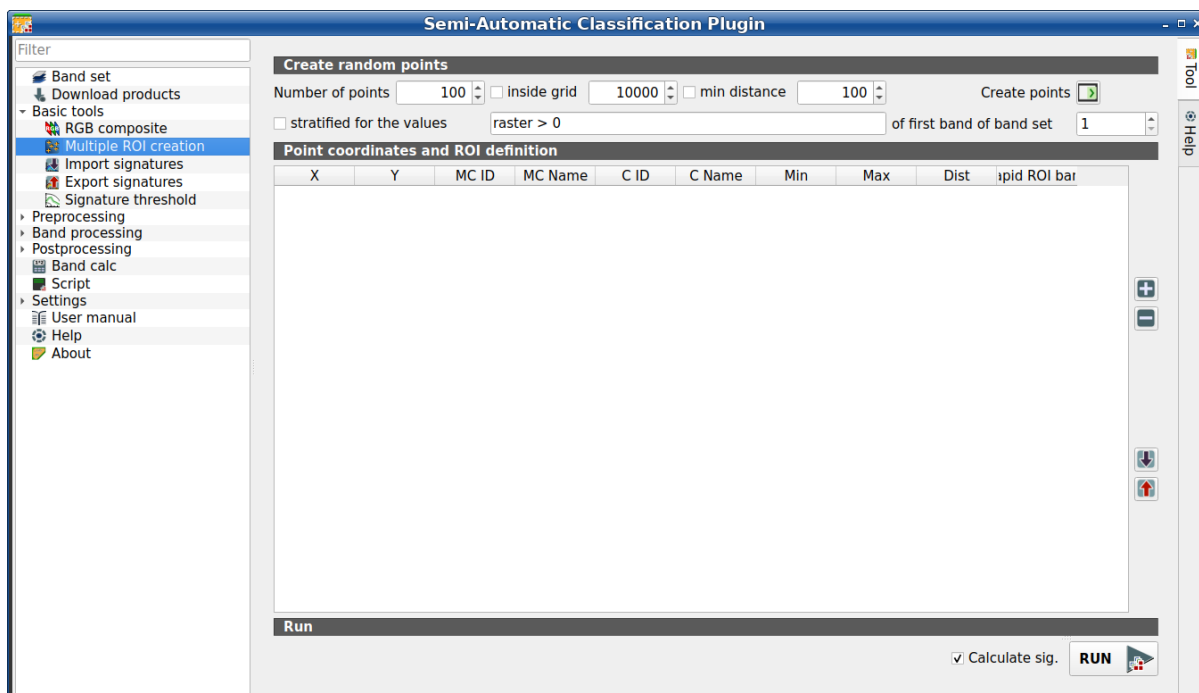 Semi-Automatic Classification Plugin
Filter
Band set
Download products
Basic tools
RGB composite
Multiple ROI creation
Import signatures
Export signatures
Signature threshold
Preprocessing
Band processing
Postprocessing
Band calc
Script
Settings
User manual
Help
About
Create random points
Number of points 100 inside grid 10000 min distance 100 Create points
stratified for the values raster > 0 of first band of band set 1
Point coordinates and ROI definition
X Y MC ID MC Name C ID C Name Min Max Dist apid ROI ban
Run
Calculate sig. RUN
Tool
Help